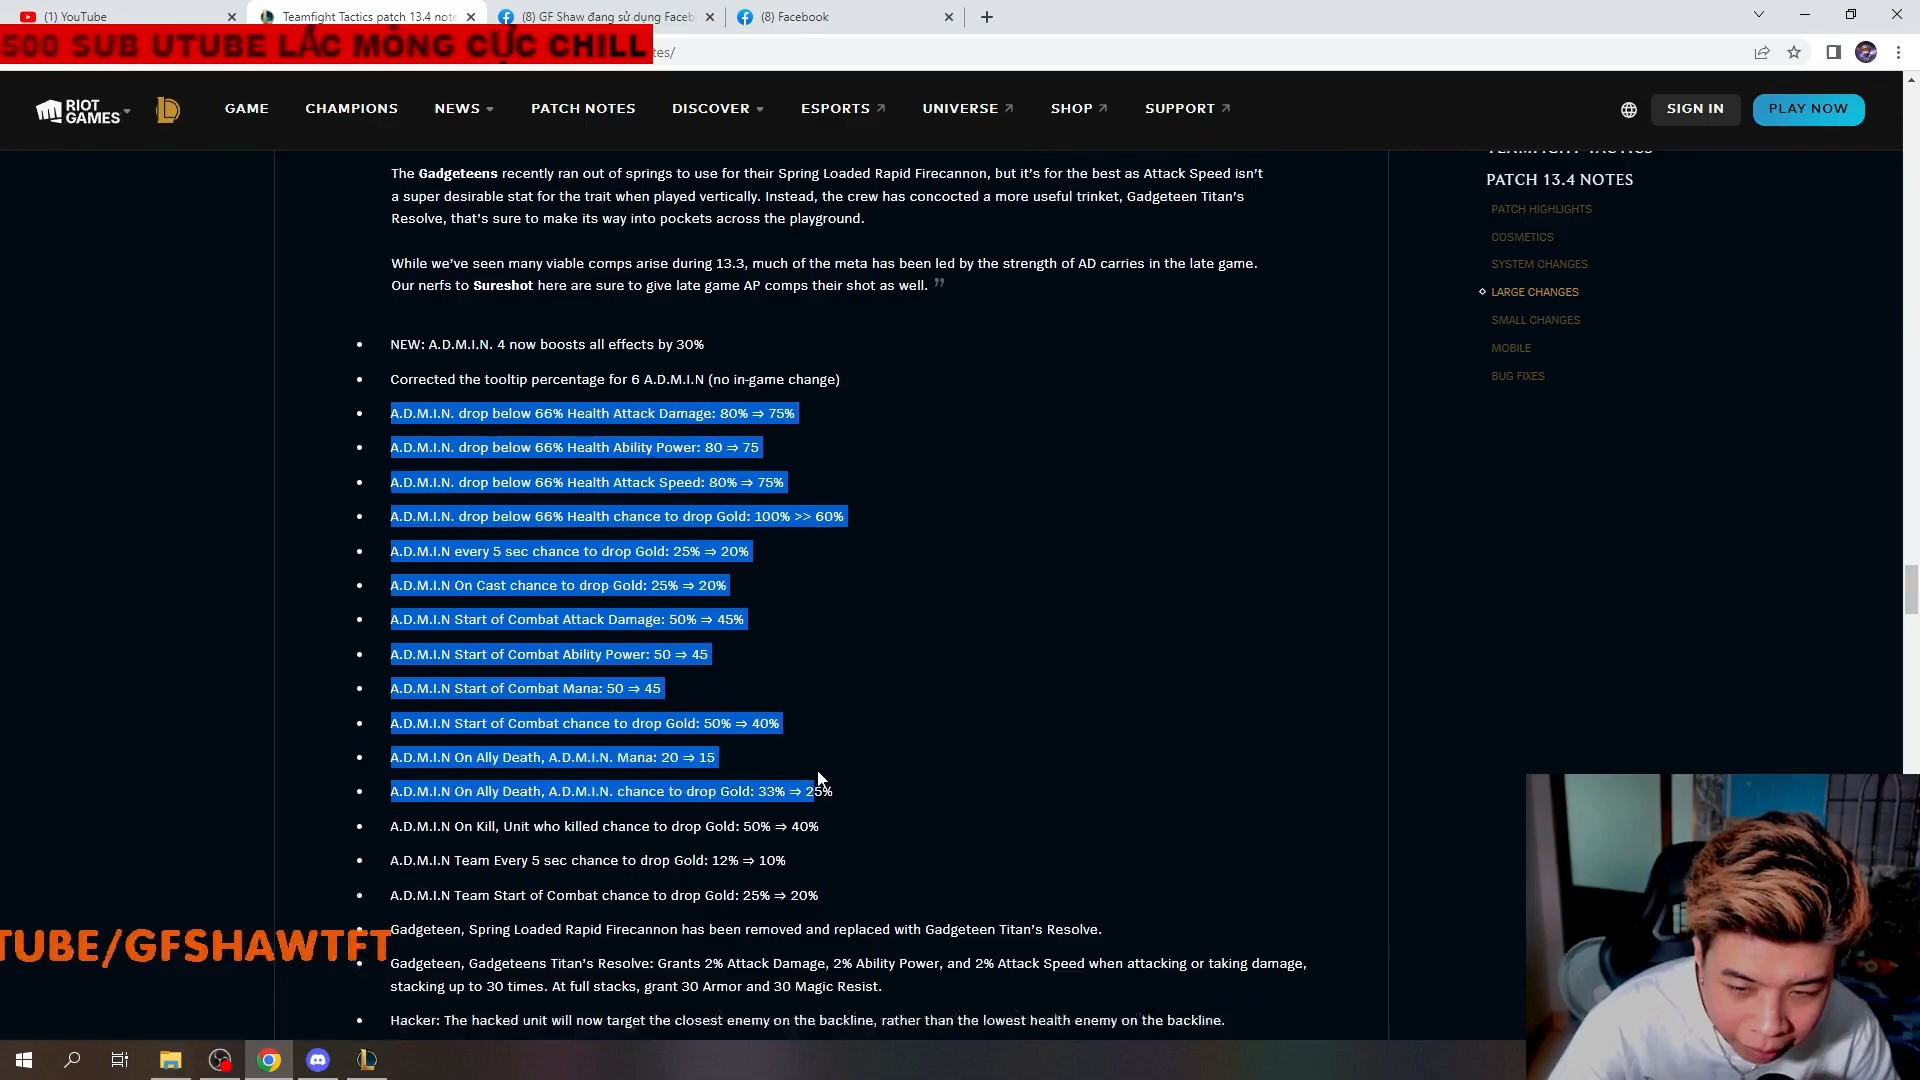 (1) YouTube
Teamfight Tactics patch 13.4 note
(8) GF Shaw đang sử dụng Faceb
(8) Facebook
500 SUB UTUBE LẮC MÔNG CỰC CHILL
tes/
RIOT GAMES
GAME
CHAMPIONS
NEWS
PATCH NOTES
DISCOVER
ESPORTS
UNIVERSE
SHOP
SUPPORT
SIGN IN
PLAY NOW
The Gadgeteens recently ran out of springs to use for their Spring Loaded Rapid Firecannon, but it's for the best as Attack Speed isn't
a super desirable stat for the trait when played vertically. Instead, the crew has concocted a more useful trinket, Gadgeteen Titan's
Resolve, that's sure to make its way into pockets across the playground.
While we've seen many viable comps arise during 13.3, much of the meta has been led by the strength of AD carries in the late game.
Our nerfs to Sureshot here are sure to give late game AP comps their shot as well. ”
• NEW: A.D.M.I.N. 4 now boosts all effects by 30%
• Corrected the tooltip percentage for 6 A.D.M.I.N (no in-game change)
• A.D.M.I.N. drop below 66% Health Attack Damage: 80% ⇒ 75%
• A.D.M.I.N. drop below 66% Health Ability Power: 80 ⇒ 75
• A.D.M.I.N. drop below 66% Health Attack Speed: 80% ⇒ 75%
• A.D.M.I.N. drop below 66% Health chance to drop Gold: 100% >> 60%
• A.D.M.I.N every 5 sec chance to drop Gold: 25% ⇒ 20%
• A.D.M.I.N On Cast chance to drop Gold: 25% ⇒ 20%
• A.D.M.I.N Start of Combat Attack Damage: 50% ⇒ 45%
• A.D.M.I.N Start of Combat Ability Power: 50 ⇒ 45
• A.D.M.I.N Start of Combat Mana: 50 ⇒ 45
• A.D.M.I.N Start of Combat chance to drop Gold: 50% ⇒ 40%
• A.D.M.I.N On Ally Death, A.D.M.I.N. Mana: 20 ⇒ 15
• A.D.M.I.N On Ally Death, A.D.M.I.N. chance to drop Gold: 33% ⇒ 25%
• A.D.M.I.N On Kill, Unit who killed chance to drop Gold: 50% ⇒ 40%
• A.D.M.I.N Team Every 5 sec chance to drop Gold: 12% ⇒ 10%
• A.D.M.I.N Team Start of Combat chance to drop Gold: 25% ⇒ 20%
• Gadgeteen, Spring Loaded Rapid Firecannon has been removed and replaced with Gadgeteen Titan's Resolve.
• Gadgeteen, Gadgeteens Titan's Resolve: Grants 2% Attack Damage, 2% Ability Power, and 2% Attack Speed when attacking or taking damage,
stacking up to 30 times. At full stacks, grant 30 Armor and 30 Magic Resist.
• Hacker: The hacked unit will now target the closest enemy on the backline, rather than the lowest health enemy on the backline.
TUBE/GFSHAWTFT
TEAMFIGHT TACTICS
PATCH 13.4 NOTES
PATCH HIGHLIGHTS
COSMETICS
SYSTEM CHANGES
LARGE CHANGES
SMALL CHANGES
MOBILE
BUG FIXES